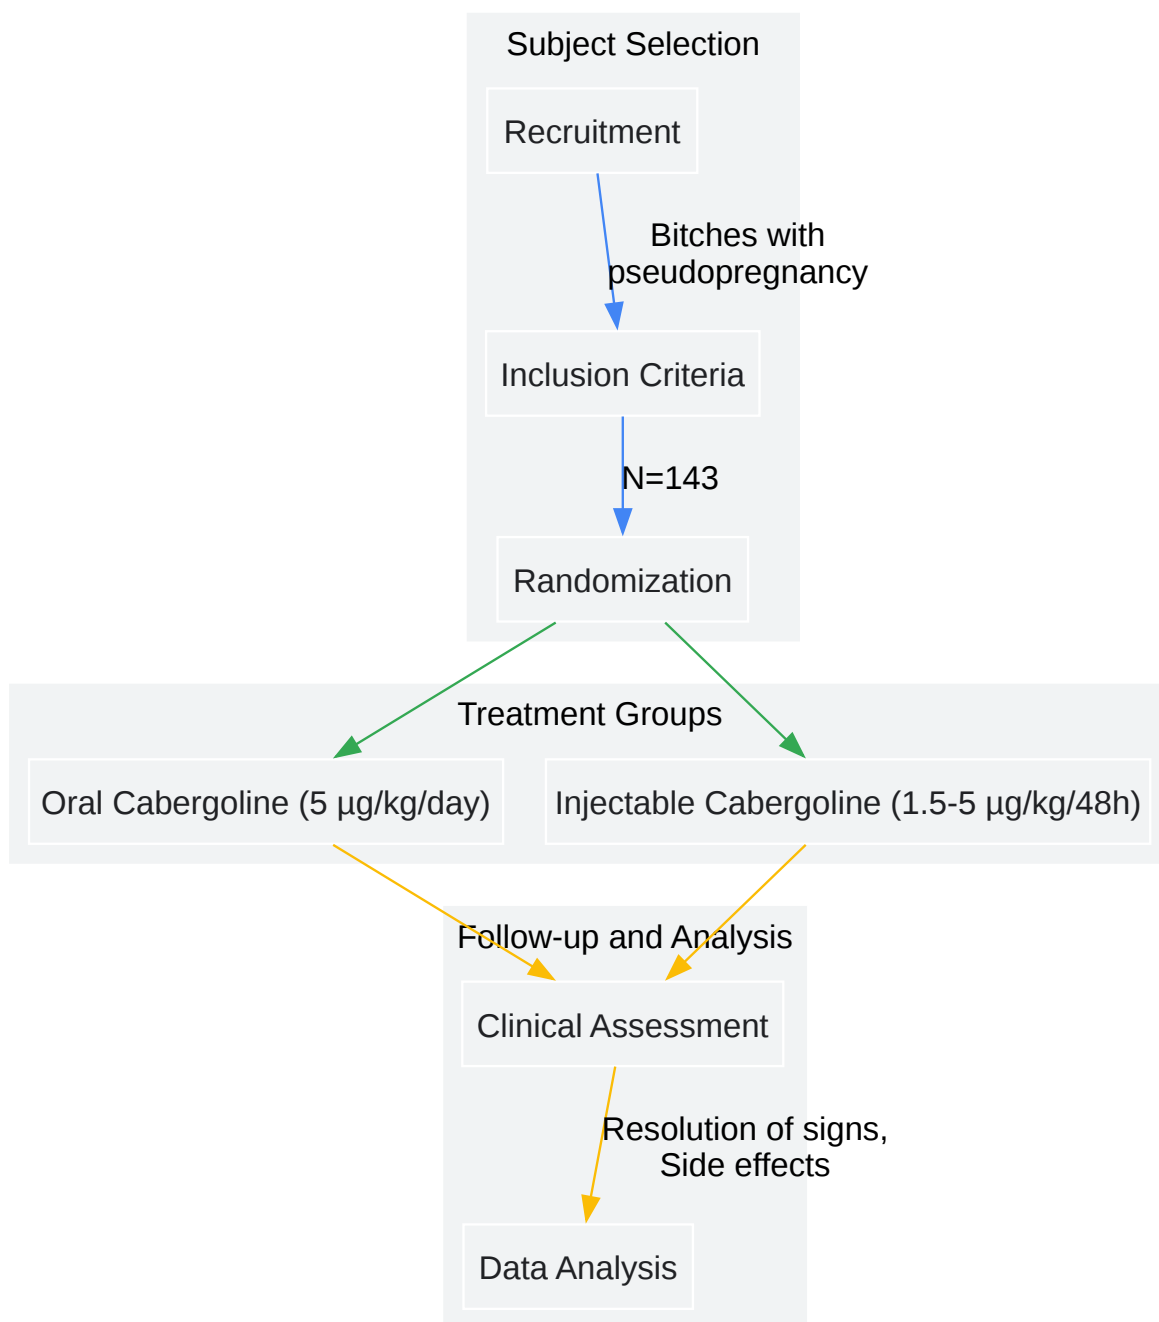 Subject Selection
Recruitment
Bitches with
pseudopregnancy
Inclusion Criteria
N=143
Randomization
Treatment Groups
Oral Cabergoline (5 µg/kg/day)
Injectable Cabergoline (1.5-5 µg/kg/48h)
Follow-up and Analysis
Clinical Assessment
Resolution of signs,
Side effects
Data Analysis